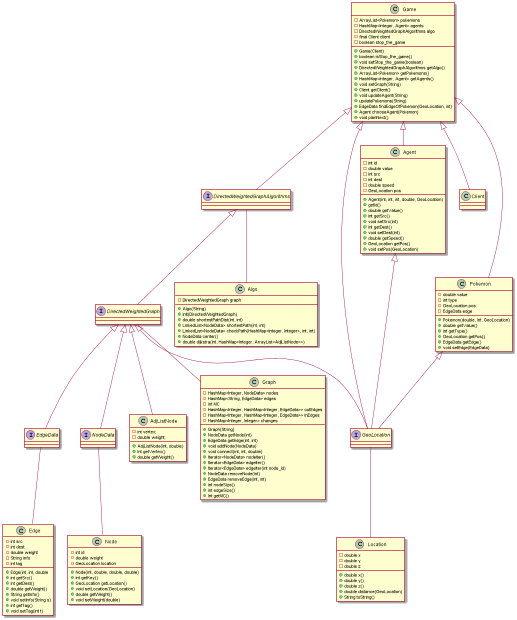 C Game
ArrayList<Pokemon> pokemons
HashMap<Integer, Agent> agents
DirectedWeightedGraphAlgorithms algo
final Client client
boolean stop_the_game
Game(Client)
boolean isStop_the_game()
void setStop_the_game(boolean)
DirectedWeightedGraphAlgorithms getAlgo()
ArrayList<Pokemon> getPokemons()
HashMap<Integer, Agent> getAgents()
void setGraph(String)
Client getClient()
void updateAgent(String)
updatePokemons(String)
EdgeData findEdgeOfPokemon(GeoLocation, int)
Agent chooseAgent(Pokemon)
void planNext()
C Agent
int id
double value
int src
int dest
double speed
GeoLocation pos
Agent(int, int, int, double, GeoLocation)
getId()
double getValue()
int getSrc()
void setSrc(int)
int getDest()
void setDest(int)
double getSpeed()
GeoLocation getPos()
void setPos(GeoLocation)
I DirectedWeightedGraphAlgorithms
C Client
C Algo
DirectedWeightedGraph graph
Algo(String)
init(DirectedWeightedGraph)
double shortestPathDist(int, int)
LinkedList<NodeData> shortestPath(int, int)
LinkedList<NodeData> checkPath(HashMap<Integer, Integer>, int, int)
NodeData center()
double dijkstra(int, HashMap<Integer, ArrayList<AdjListNode>>)
C Pokemon
double value
int type
GeoLocation pos
EdgeData edge
Pokemon(double, int, GeoLocation)
double getValue()
int getType()
GeoLocation getPos()
EdgeData getEdge()
void setEdge(EdgeData)
I DirectedWeightedGraph
C Graph
HashMap<Integer, NodeData> nodes
HashMap<String, EdgeData> edges
int MC
HashMap<Integer, HashMap<Integer, EdgeData>> outEdges
HashMap<Integer, HashMap<Integer, EdgeData>> inEdges
HashMap<Integer, Integer> changes
Graph(String)
NodeData getNode(int)
EdgeData getEdge(int, int)
void addNode(NodeData)
void connect(int, int, double)
Iterator<NodeData> nodeIter()
Iterator<EdgeData> edgeIter()
Iterator<EdgeData> edgeIter(int node_id)
NodeData removeNode(int)
EdgeData removeEdge(int, int)
int nodeSize()
int edgeSize()
int getMC()
C AdjListNode
int vertex;
double weight;
AdjListNode(int, double)
int getVertex()
double getWeight()
I EdgeData
I NodeData
I GeoLocation
C Edge
int src
int dest
double weight
String info
int tag
Edge(int, int, double)
int getSrc()
int getDest()
double getWeight()
String getInfo()
void setInfo(String s)
int getTag()
void setTag(int t)
C Node
int id
double weight
GeoLocation location
Node(int, double, double, double)
int getKey()
GeoLocation getLocation()
void setLocation(GeoLocation)
double getWeight()
void setWeight(double)
C Location
double x
double y
double z
double x()
double y()
double z()
double distance(GeoLocation)
String toString()